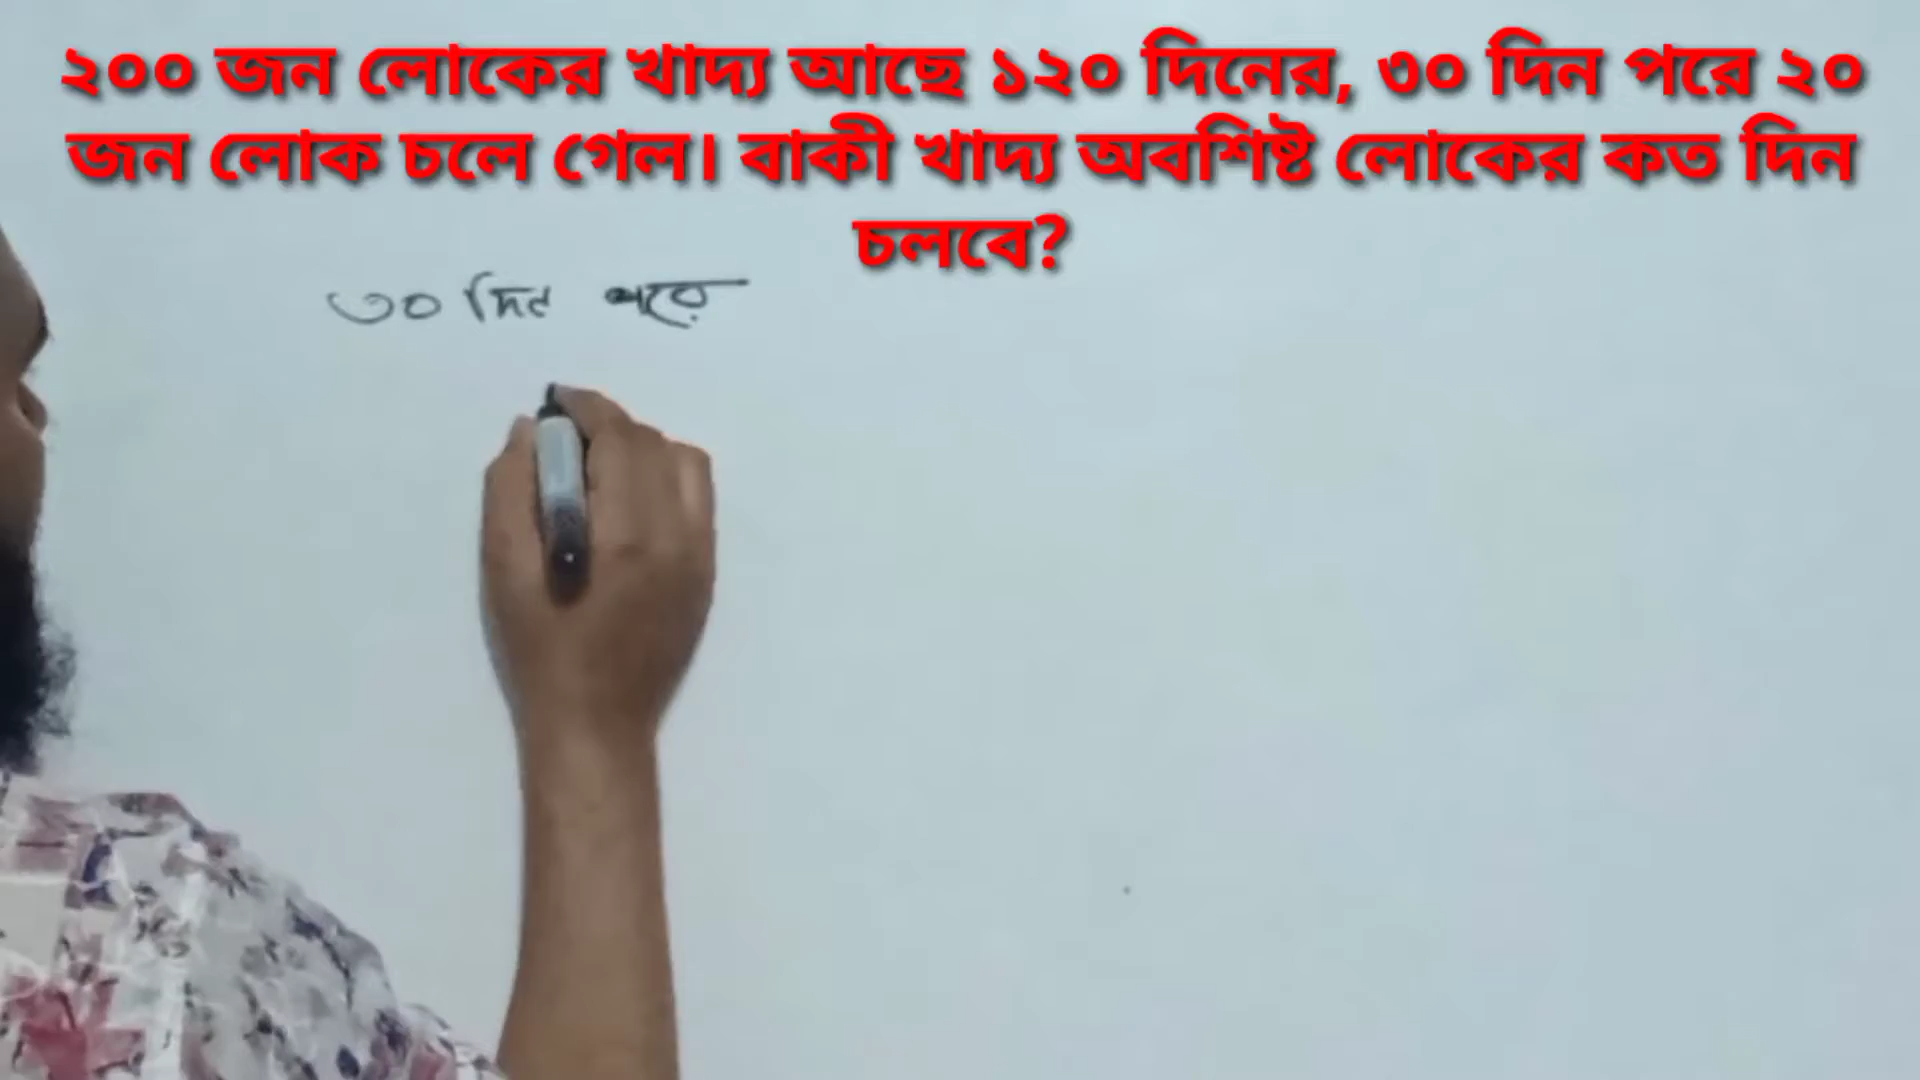 ২০০ জন লোকের খাদ্য আছে ১২০ দিনের, ৩০ দিন পরে ২০
জন লোক চলে গেল। বাকী খাদ্য অবশিষ্ট লোকের কত দিন
চলবে?
৩০ দিন পরে